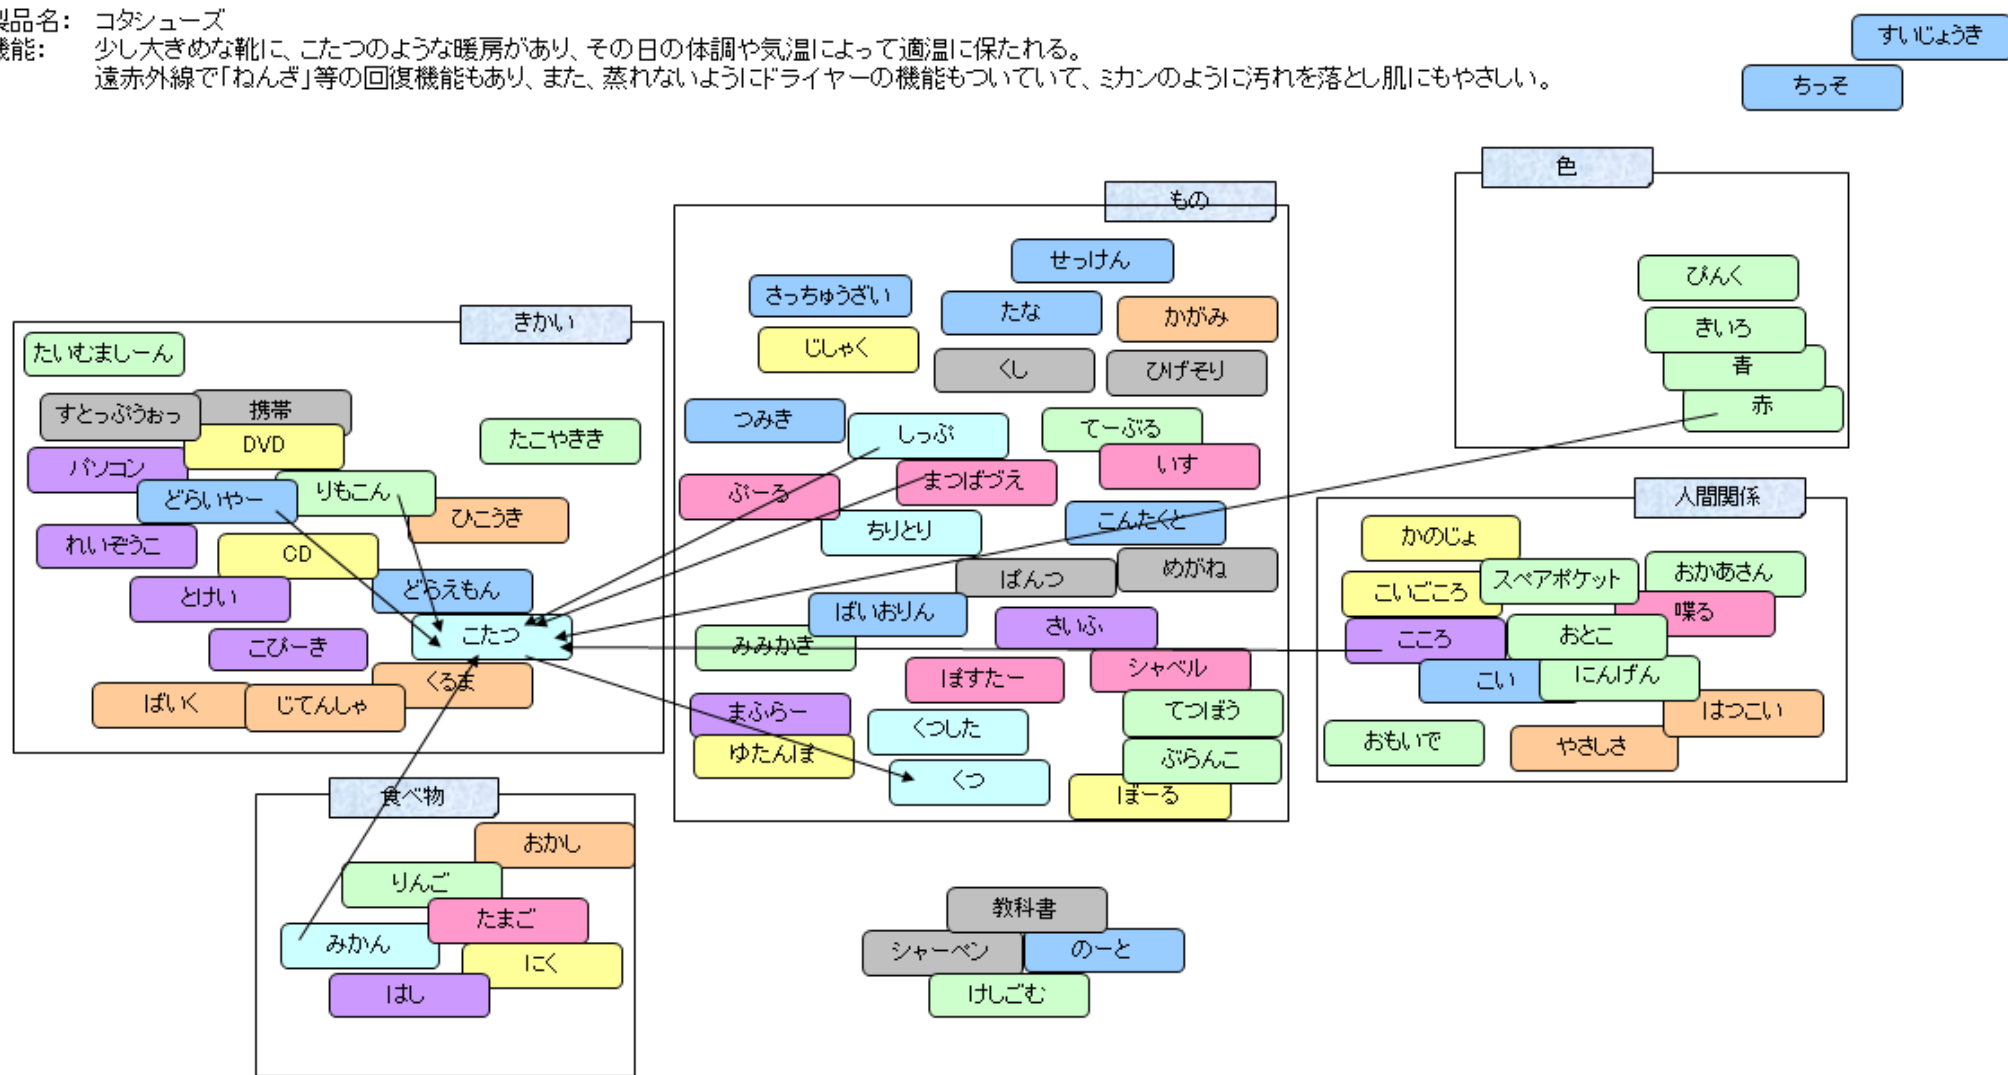 製品名: コタシューズ
機能: 少し大きめな靴に、こたつのような暖房があり、その日の体調や気温によって適温に保たれる。
遠赤外線で「ねんざ」等の回復機能もあり、また、蒸れないようにドライヤーの機能もついていて、ミカンのように汚れを落とし肌にもやさしい。
すいじょうき
ちっそ
きかい
たいむましーん
すとっぷうぉっ
携帯
DVD
たこやきき
パソコン
りもこん
どらいやー
ひこうき
れいぞうこ
CD
どらえもん
とけい
こたつ
こぴーき
くるま
ばいく
じてんしゃ
もの
せっけん
さっちゅうざい
たな
かがみ
じしゃく
くし
ひげそり
つみき
しっぷ
てーぶる
いす
まつばづえ
ぷーる
ちりとり
こんたくと
めがね
ぱんつ
ばいおりん
さいふ
みみかき
シャベル
ぽすたー
まふらー
くつした
てつぼう
ゆたんぽ
ぶらんこ
くつ
ぼーる
色
ぴんく
きいろ
青
赤
人間関係
かのじょ
スペアポケット
おかあさん
こいごころ
喋る
こころ
おとこ
こい
にんげん
はつこい
おもいで
やさしさ
食べ物
おかし
りんご
たまご
みかん
にく
はし
教科書
シャーペン
のーと
けしごむ